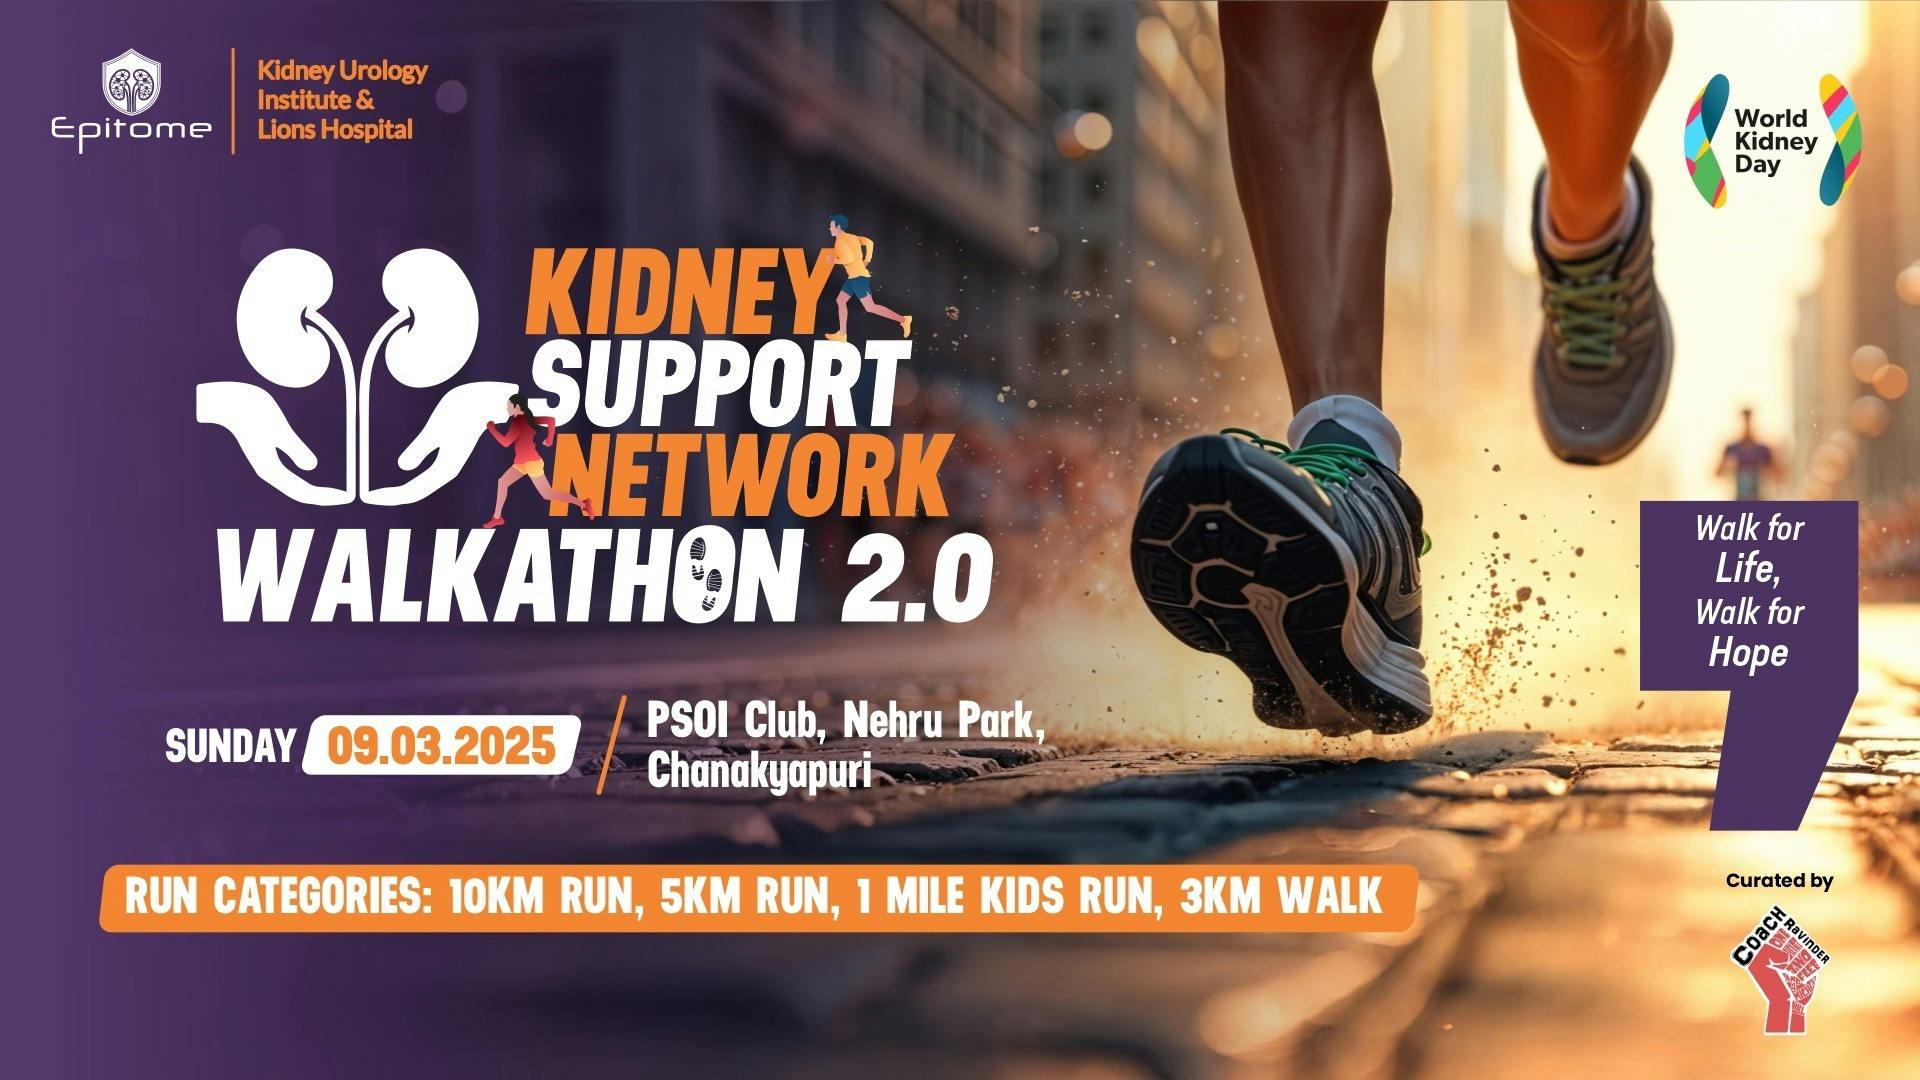 Epitome
Kidney Urology
Institute &
Lions Hospital
World
Kidney
Day
KIDNEY
SUPPORT
NETWORK
WALKATHON 2.0
Walk for
Life,
Walk for
Hope
SUNDAY 09.03.2025
PSOI Club, Nehru Park,
Chanakyapuri
RUN CATEGORIES: 10KM RUN, 5KM RUN, 1 MILE KIDS RUN, 3KM WALK
Curated by
COACH RAVINDER